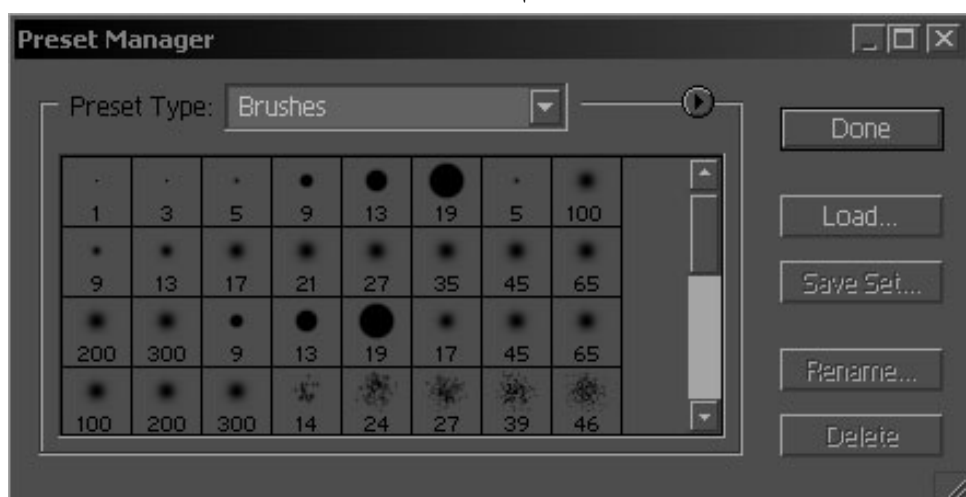 Preset Manager
Preset Type: Brushes
Done
1 3 5 9 13 19 5 100
Load...
9 13 17 21 27 35 45 65
Save Set...
200 300 9 13 19 17 45 65
Rename...
100 200 300 14 24 27 39 46
Delete